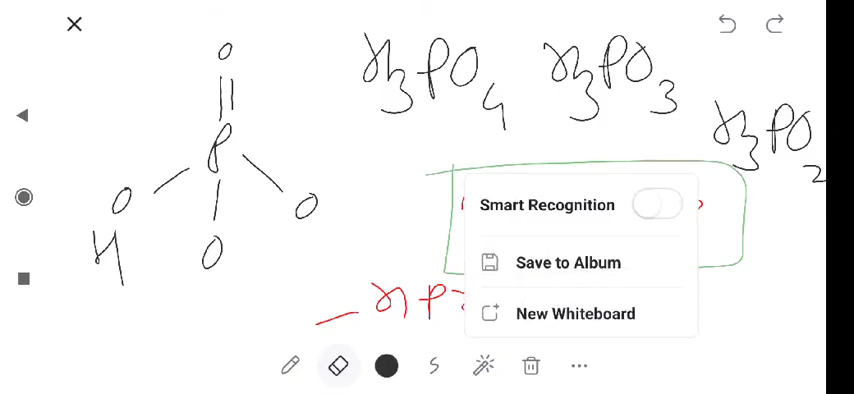 O
H3PO4 H3PO3
H3PO2
P
O O
H O
Smart Recognition
Save to Album
New Whiteboard